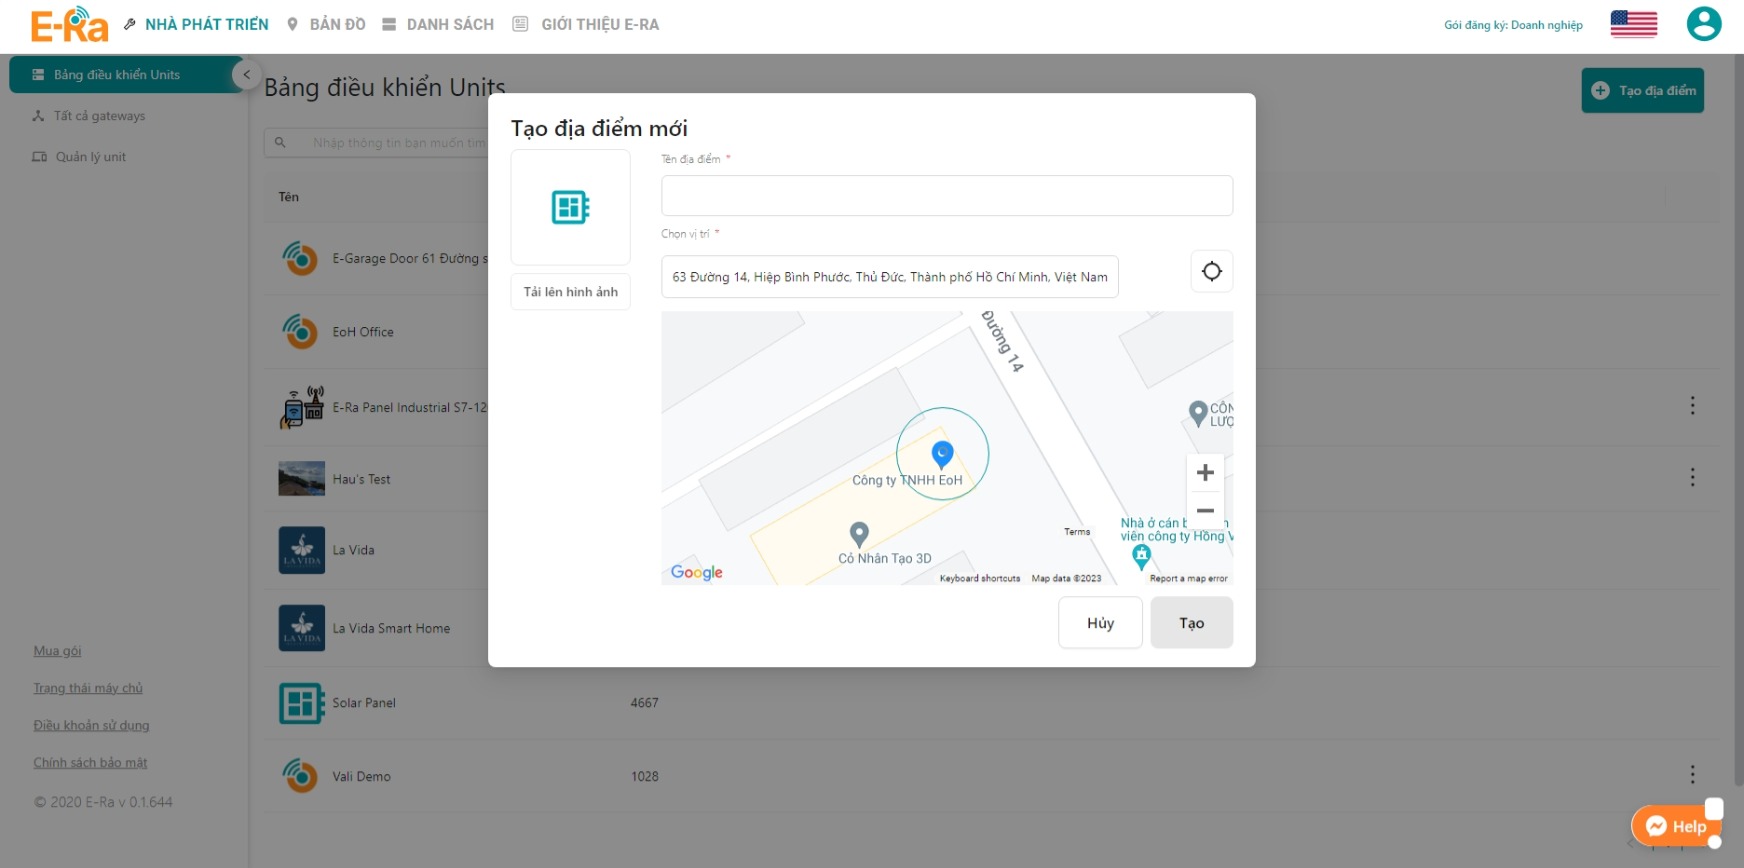 E-Ra
NHÀ PHÁT TRIỂN
BẢN ĐỒ
DANH SÁCH
GIỚI THIỆU E-RA
Gói đăng ký: Doanh nghiệp
Bảng điều khiển Units
Tất cả gateways
Quản lý unit
Mua gói
Trạng thái máy chủ
Điều khoản sử dụng
Chính sách bảo mật
© 2020 E-Ra v 0.1.644
Bảng điều khiển Units
Tạo địa điểm
Nhập thông tin bạn muốn tìm
Tên
E-Garage Door 61 Đường s
EoH Office
E-Ra Panel Industrial S7-12
Hau's Test
LA VIDA
La Vida
LA VIDA
La Vida Smart Home
Solar Panel
4667
Vali Demo
1028
Tạo địa điểm mới
Tải lên hình ảnh
Tên địa điểm *
Chọn vị trí *
63 Đường 14, Hiệp Bình Phước, Thủ Đức, Thành phố Hồ Chí Minh, Việt Nam
Đường 14
CÔN
LƯỢ
Công ty TNHH EoH
Cỏ Nhân Tạo 3D
Terms
Nhà ở cán b
viên công ty Hồng V
Google
Keyboard shortcuts
Map data ©2023
Report a map error
Hủy
Tạo
Help